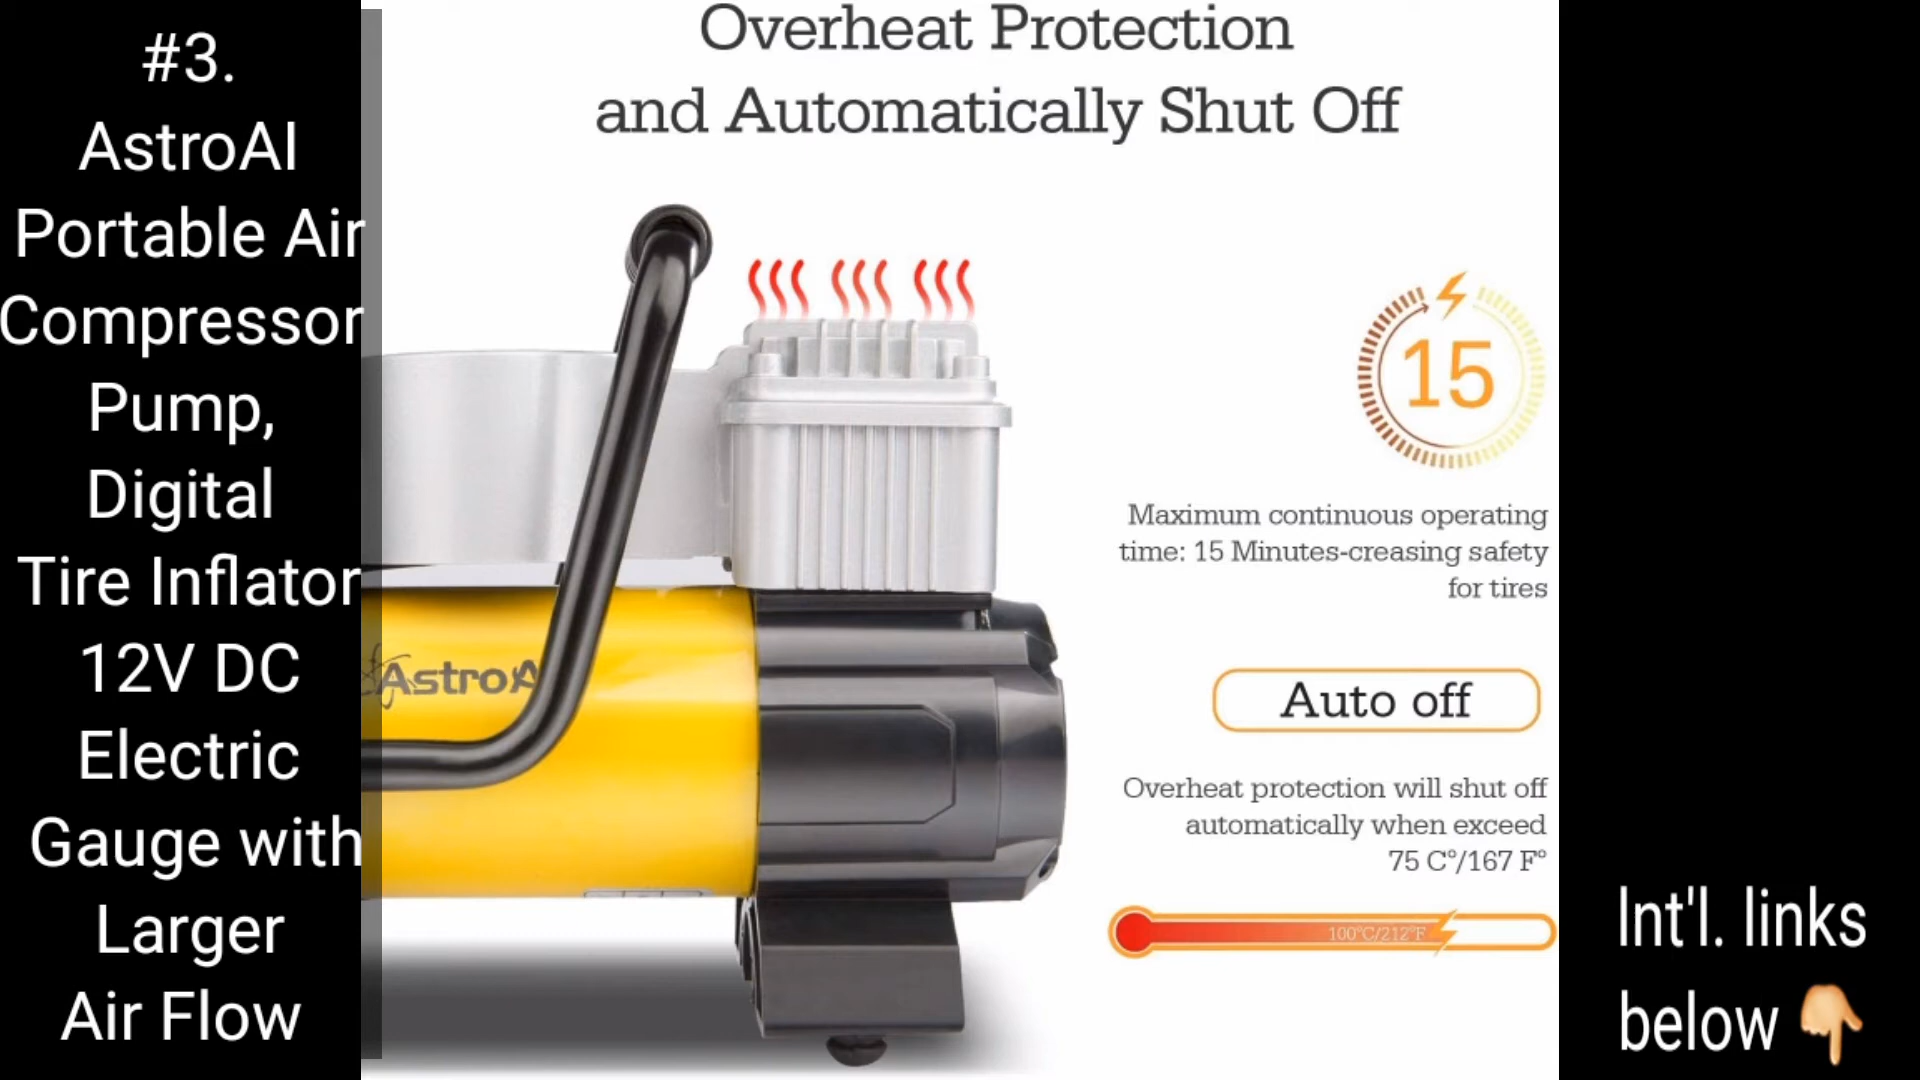 #3.
AstroAI
Portable Air
Compressor
Pump,
Digital
Tire Inflator
12V DC
Electric
Gauge with
Larger
Air Flow
Overheat Protection
and Automatically Shut Off
15
Maximum continuous operating
time: 15 Minutes-creasing safety
for tires
AstroA
Auto off
Overheat protection will shut off
automatically when exceed
75 C°/167 F°
100°C/212°F
Int'l. links
below 👇🏼